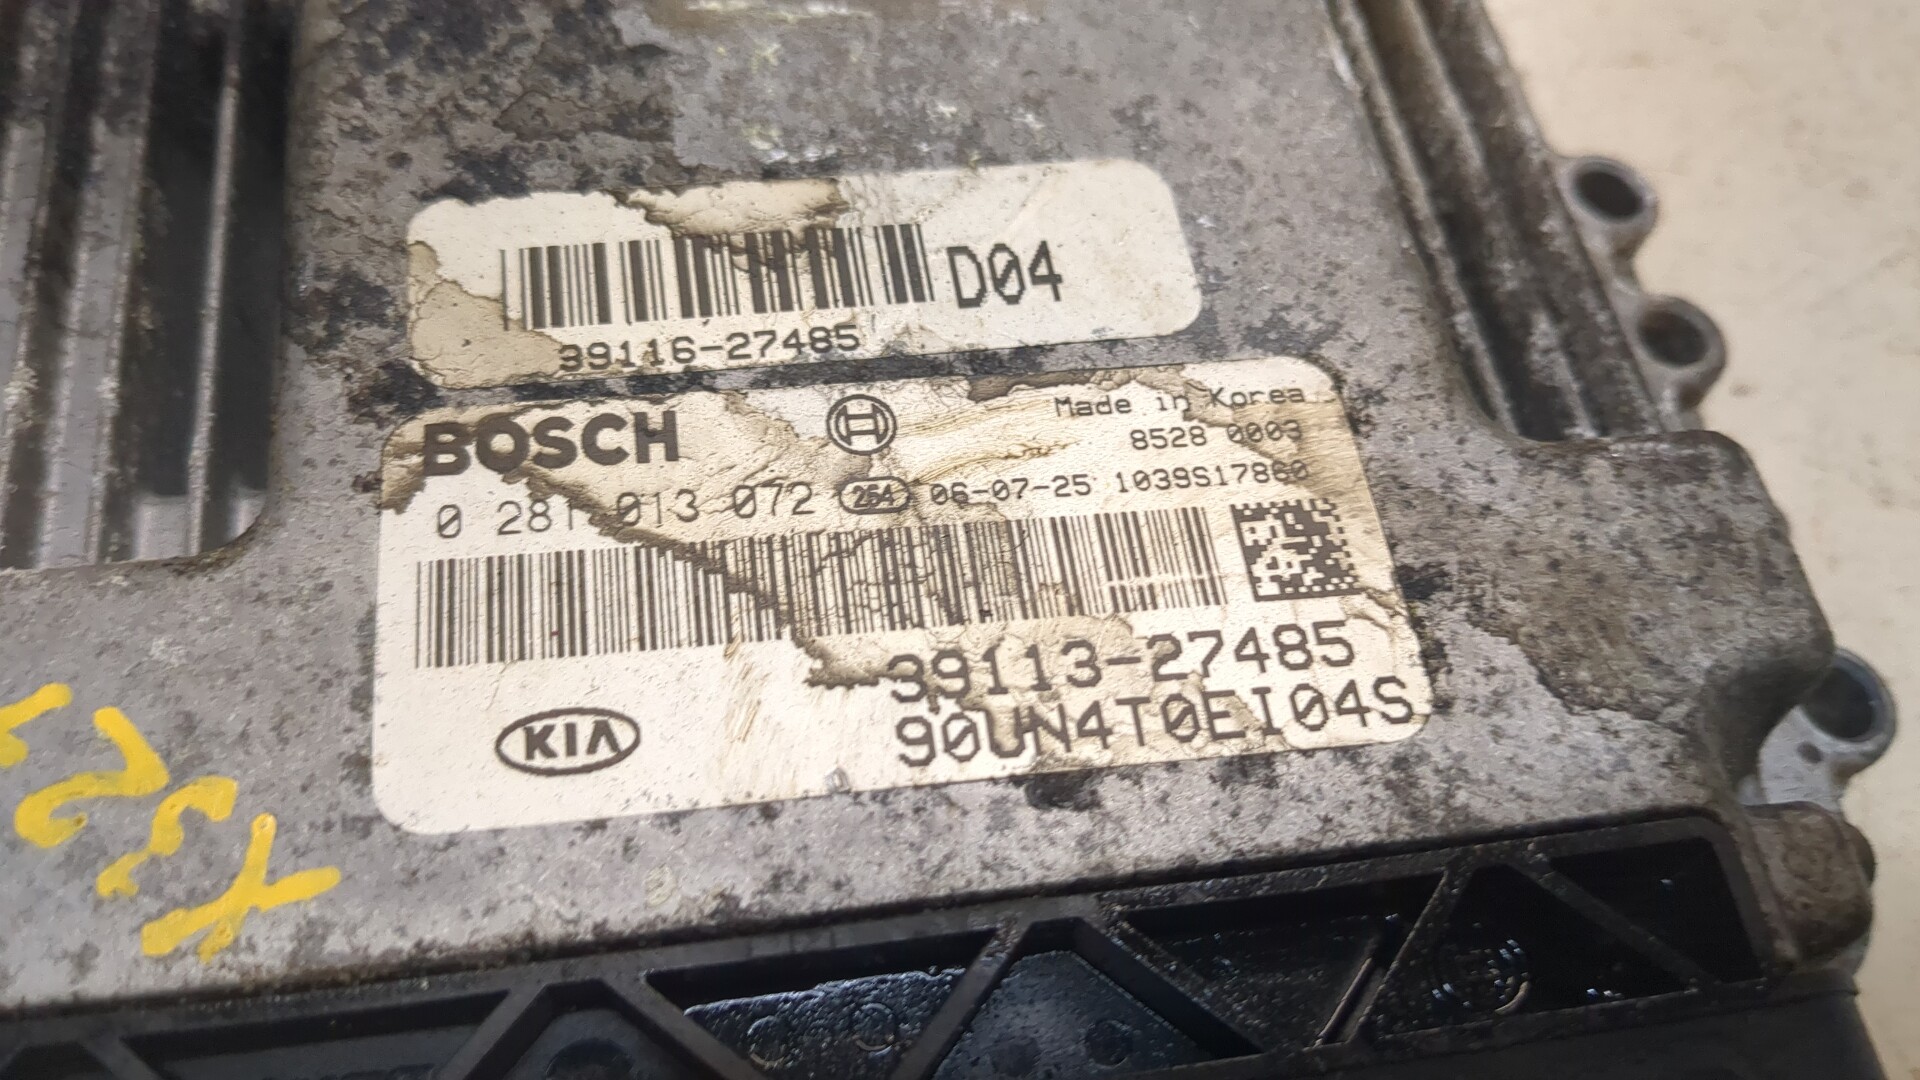 D04
39116-27485
BOSCH
Made in Korea
8528 0003
0 281 013 072 264 06-07-25 1039S17860
39113-27485
KIA
90UN4T0EI04S